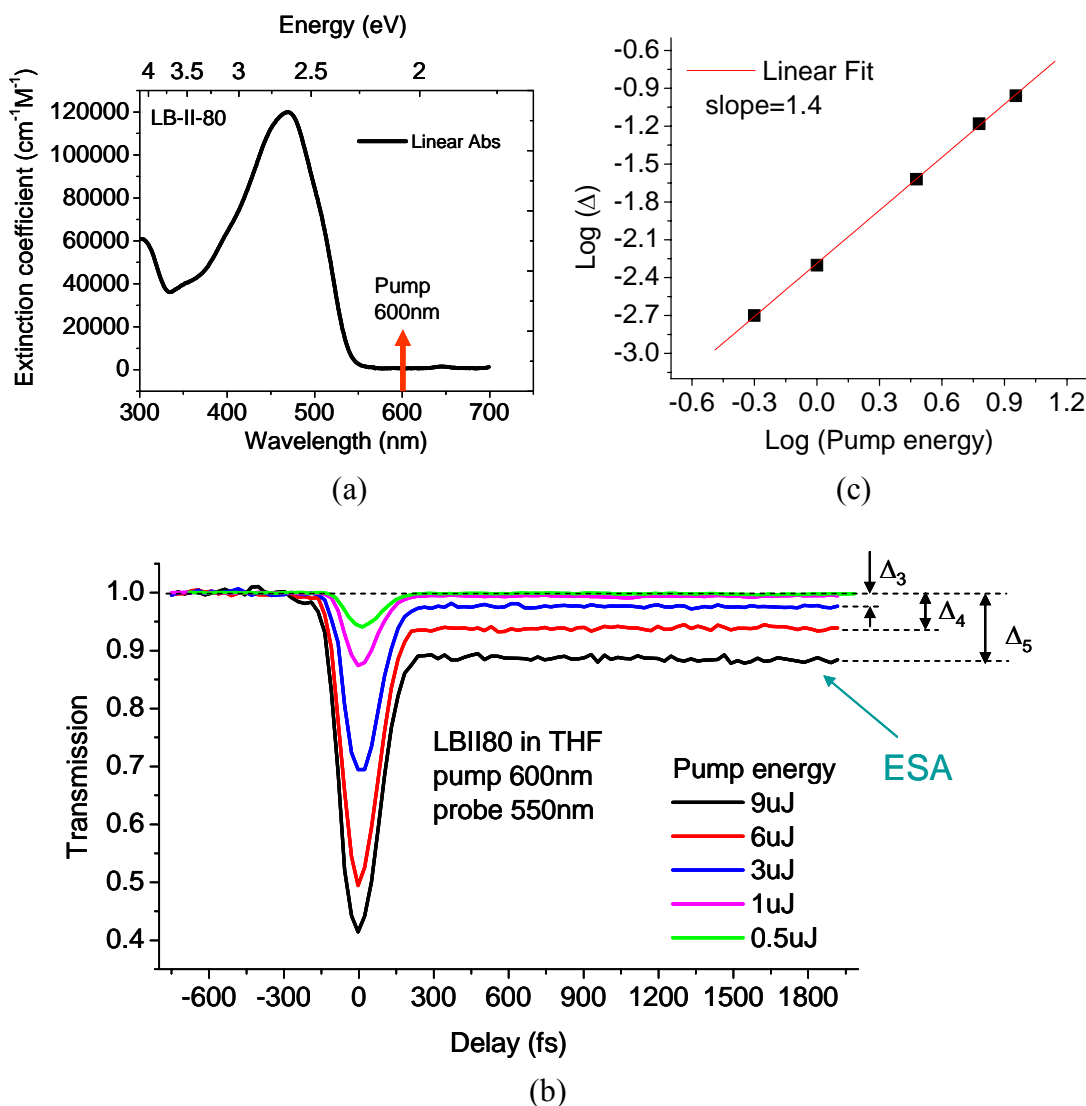 Energy (eV)
4 3.5 3 2.5 2
120000
100000
80000
60000
40000
20000
0
Extinction coefficient (cm⁻¹M⁻¹)
LB-II-80
Linear Abs
Pump
600nm
300 400 500 600 700
Wavelength (nm)
(a)
-0.6
-0.9
-1.2
-1.5
-1.8
-2.1
-2.4
-2.7
-3.0
Log (Δ)
Linear Fit
slope=1.4
-0.6 -0.3 0.0 0.3 0.6 0.9 1.2
Log (Pump energy)
(c)
1.0
0.9
0.8
0.7
0.6
0.5
0.4
Transmission
Δ₃
Δ₄
Δ₅
ESA
LBII80 in THF
pump 600nm
probe 550nm
Pump energy
9uJ
6uJ
3uJ
1uJ
0.5uJ
-600 -300 0 300 600 900 1200 1500 1800
Delay (fs)
(b)